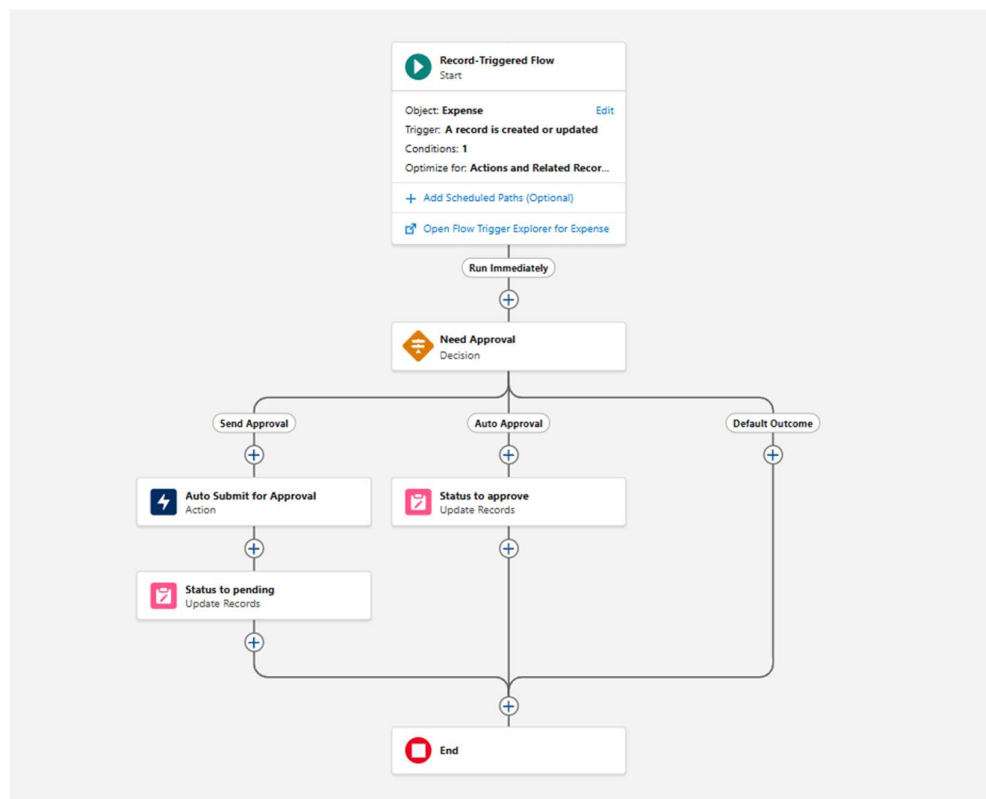 Record-Triggered Flow
Start
Object: Expense
Edit
Trigger: A record is created or updated
Conditions: 1
Optimize for: Actions and Related Recor...
Add Scheduled Paths (Optional)
Open Flow Trigger Explorer for Expense
Run Immediately
Need Approval
Decision
Send Approval
Auto Approval
Default Outcome
Auto Submit for Approval
Action
Status to approve
Update Records
Status to pending
Update Records
End